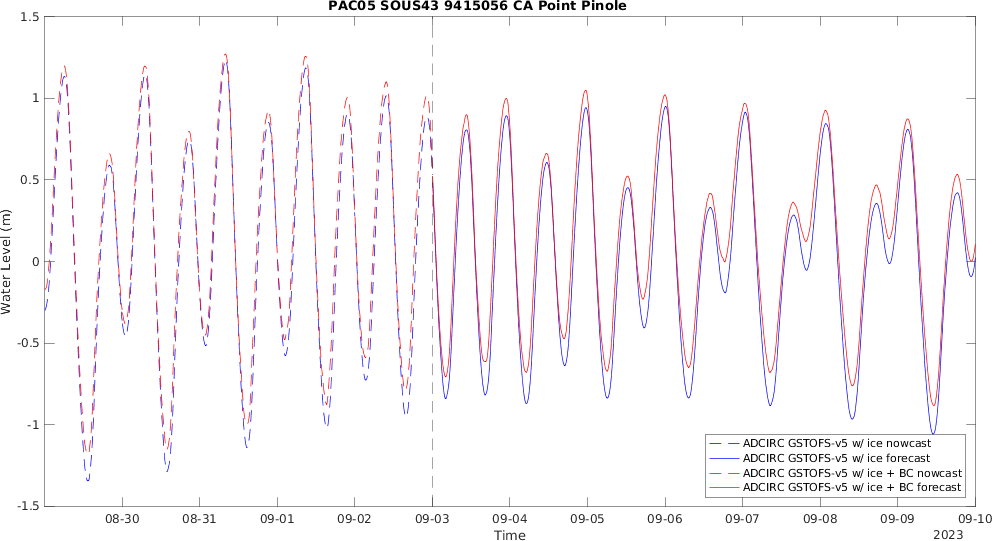 PAC05 SOUS43 9415056 CA Point Pinole
1.5
1
0.5
0
-0.5
-1
-1.5
Water Level (m)
08-30
08-31
09-01
09-02
09-03
09-04
09-05
09-06
09-07
09-08
09-09
09-10
Time
2023
ADCIRC GSTOFS-v5 w/ ice nowcast
ADCIRC GSTOFS-v5 w/ ice forecast
ADCIRC GSTOFS-v5 w/ ice + BC nowcast
ADCIRC GSTOFS-v5 w/ ice + BC forecast